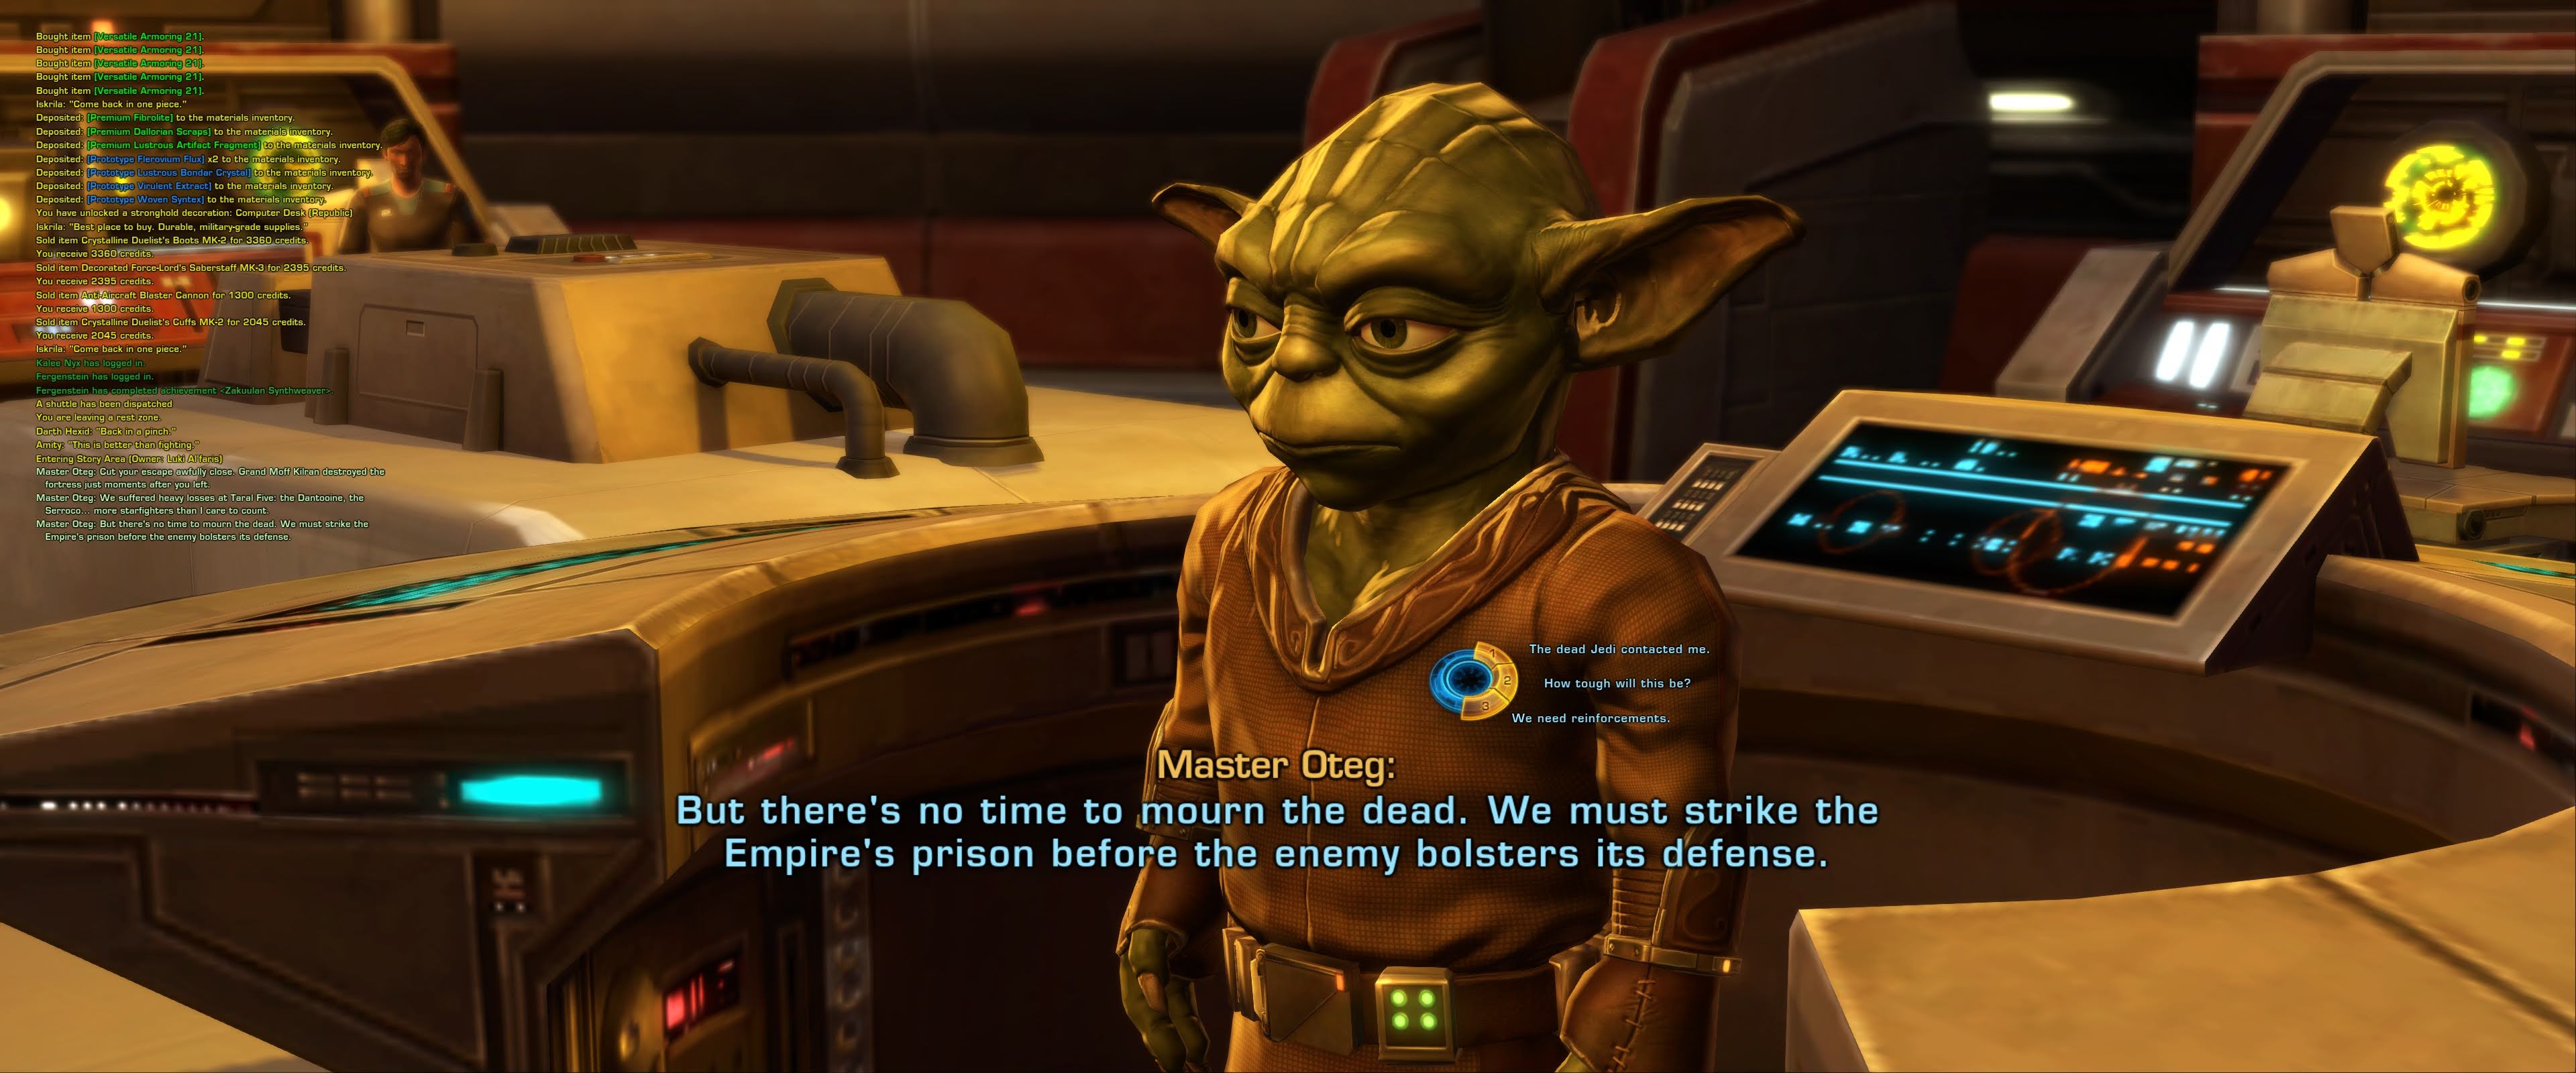 Bought item [Versatile Armoring 21].
Bought item [Versatile Armoring 21].
Bought item [Versatile Armoring 21].
Bought item [Versatile Armoring 21].
Bought item [Versatile Armoring 21].
Iskrila: "Come back in one piece."
Deposited: [Premium Fibrolite] to the materials inventory.
Deposited: [Premium Dallorian Scraps] to the materials inventory.
Deposited: [Premium Lustrous Artifact Fragment] to the materials inventory.
Deposited: [Prototype Flerovium Flux] x2 to the materials inventory.
Deposited: [Prototype Lustrous Bondar Crystal] to the materials inventory.
Deposited: [Prototype Virulent Extract] to the materials inventory.
Deposited: [Prototype Woven Syntex] to the materials inventory.
You have unlocked a stronghold decoration: Computer Desk (Republic)
Iskrila: "Best place to buy. Durable, military-grade supplies."
Sold item Crystalline Duelist's Boots MK-2 for 3360 credits.
You receive 3360 credits.
Sold item Decorated Force-Lord's Saberstaff MK-3 for 2395 credits.
You receive 2395 credits.
Sold item Anti-Aircraft Blaster Cannon for 1300 credits.
You receive 1300 credits.
Sold item Crystalline Duelist's Cuffs MK-2 for 2045 credits.
You receive 2045 credits.
Iskrila: "Come back in one piece."
Kalee Nyx has logged in.
Fergenstein has logged in.
Fergenstein has completed achievement <Zakuulan Synthweaver>
A shuttle has been dispatched
You are leaving a rest zone.
Darth Hexid: "Back in a pinch."
Amity: "This is better than fighting."
Entering Story Area (Owner: Luki Al'faris)
Master Oteg: Cut your escape awfully close. Grand Moff Kilran destroyed the
fortress just moments after you left.
Master Oteg: We suffered heavy losses at Taral Five: the Dantooine, the
Serroco... more starfighters than I care to count.
Master Oteg: But there's no time to mourn the dead. We must strike the
Empire's prison before the enemy bolsters its defense.
1 The dead Jedi contacted me.
2 How tough will this be?
3 We need reinforcements.
Master Oteg:
But there's no time to mourn the dead. We must strike the
Empire's prison before the enemy bolsters its defense.